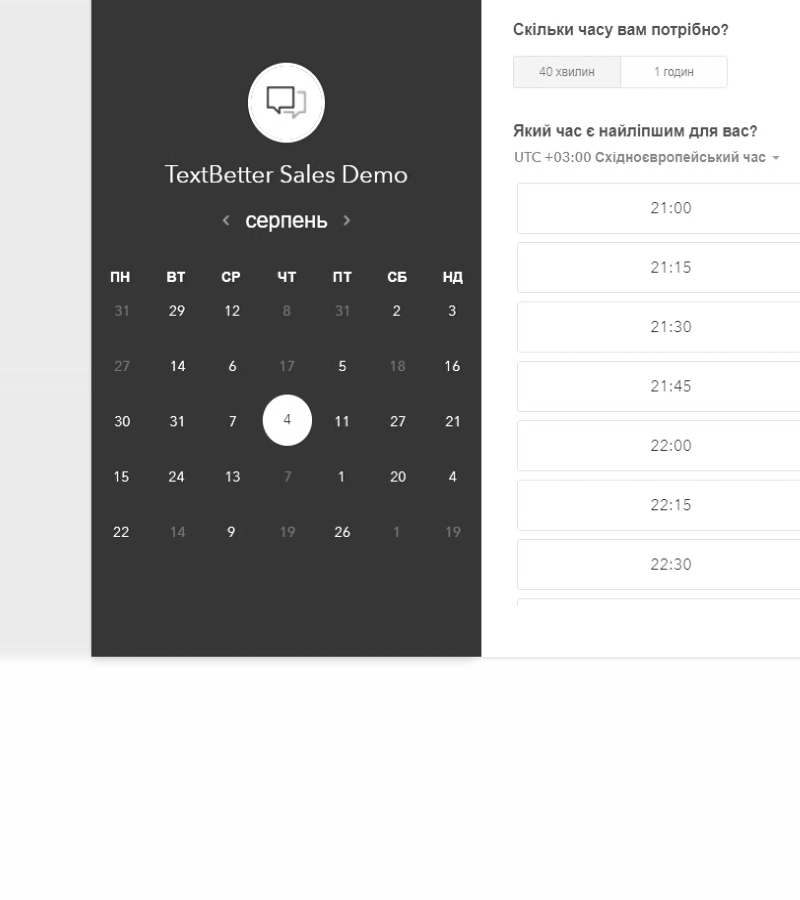 TextBetter Sales Demo
серпень
ПН ВТ СР ЧТ ПТ СБ НД
31 29 12 8 31 2 3
27 14 6 17 5 18 16
30 31 7 4 11 27 21
15 24 13 7 1 20 4
22 14 9 19 26 1 19
Скільки часу вам потрібно?
40 хвилин 1 годин
Який час є найліпшим для вас?
UTC +03:00 Східноєвропейський час
21:00
21:15
21:30
21:45
22:00
22:15
22:30